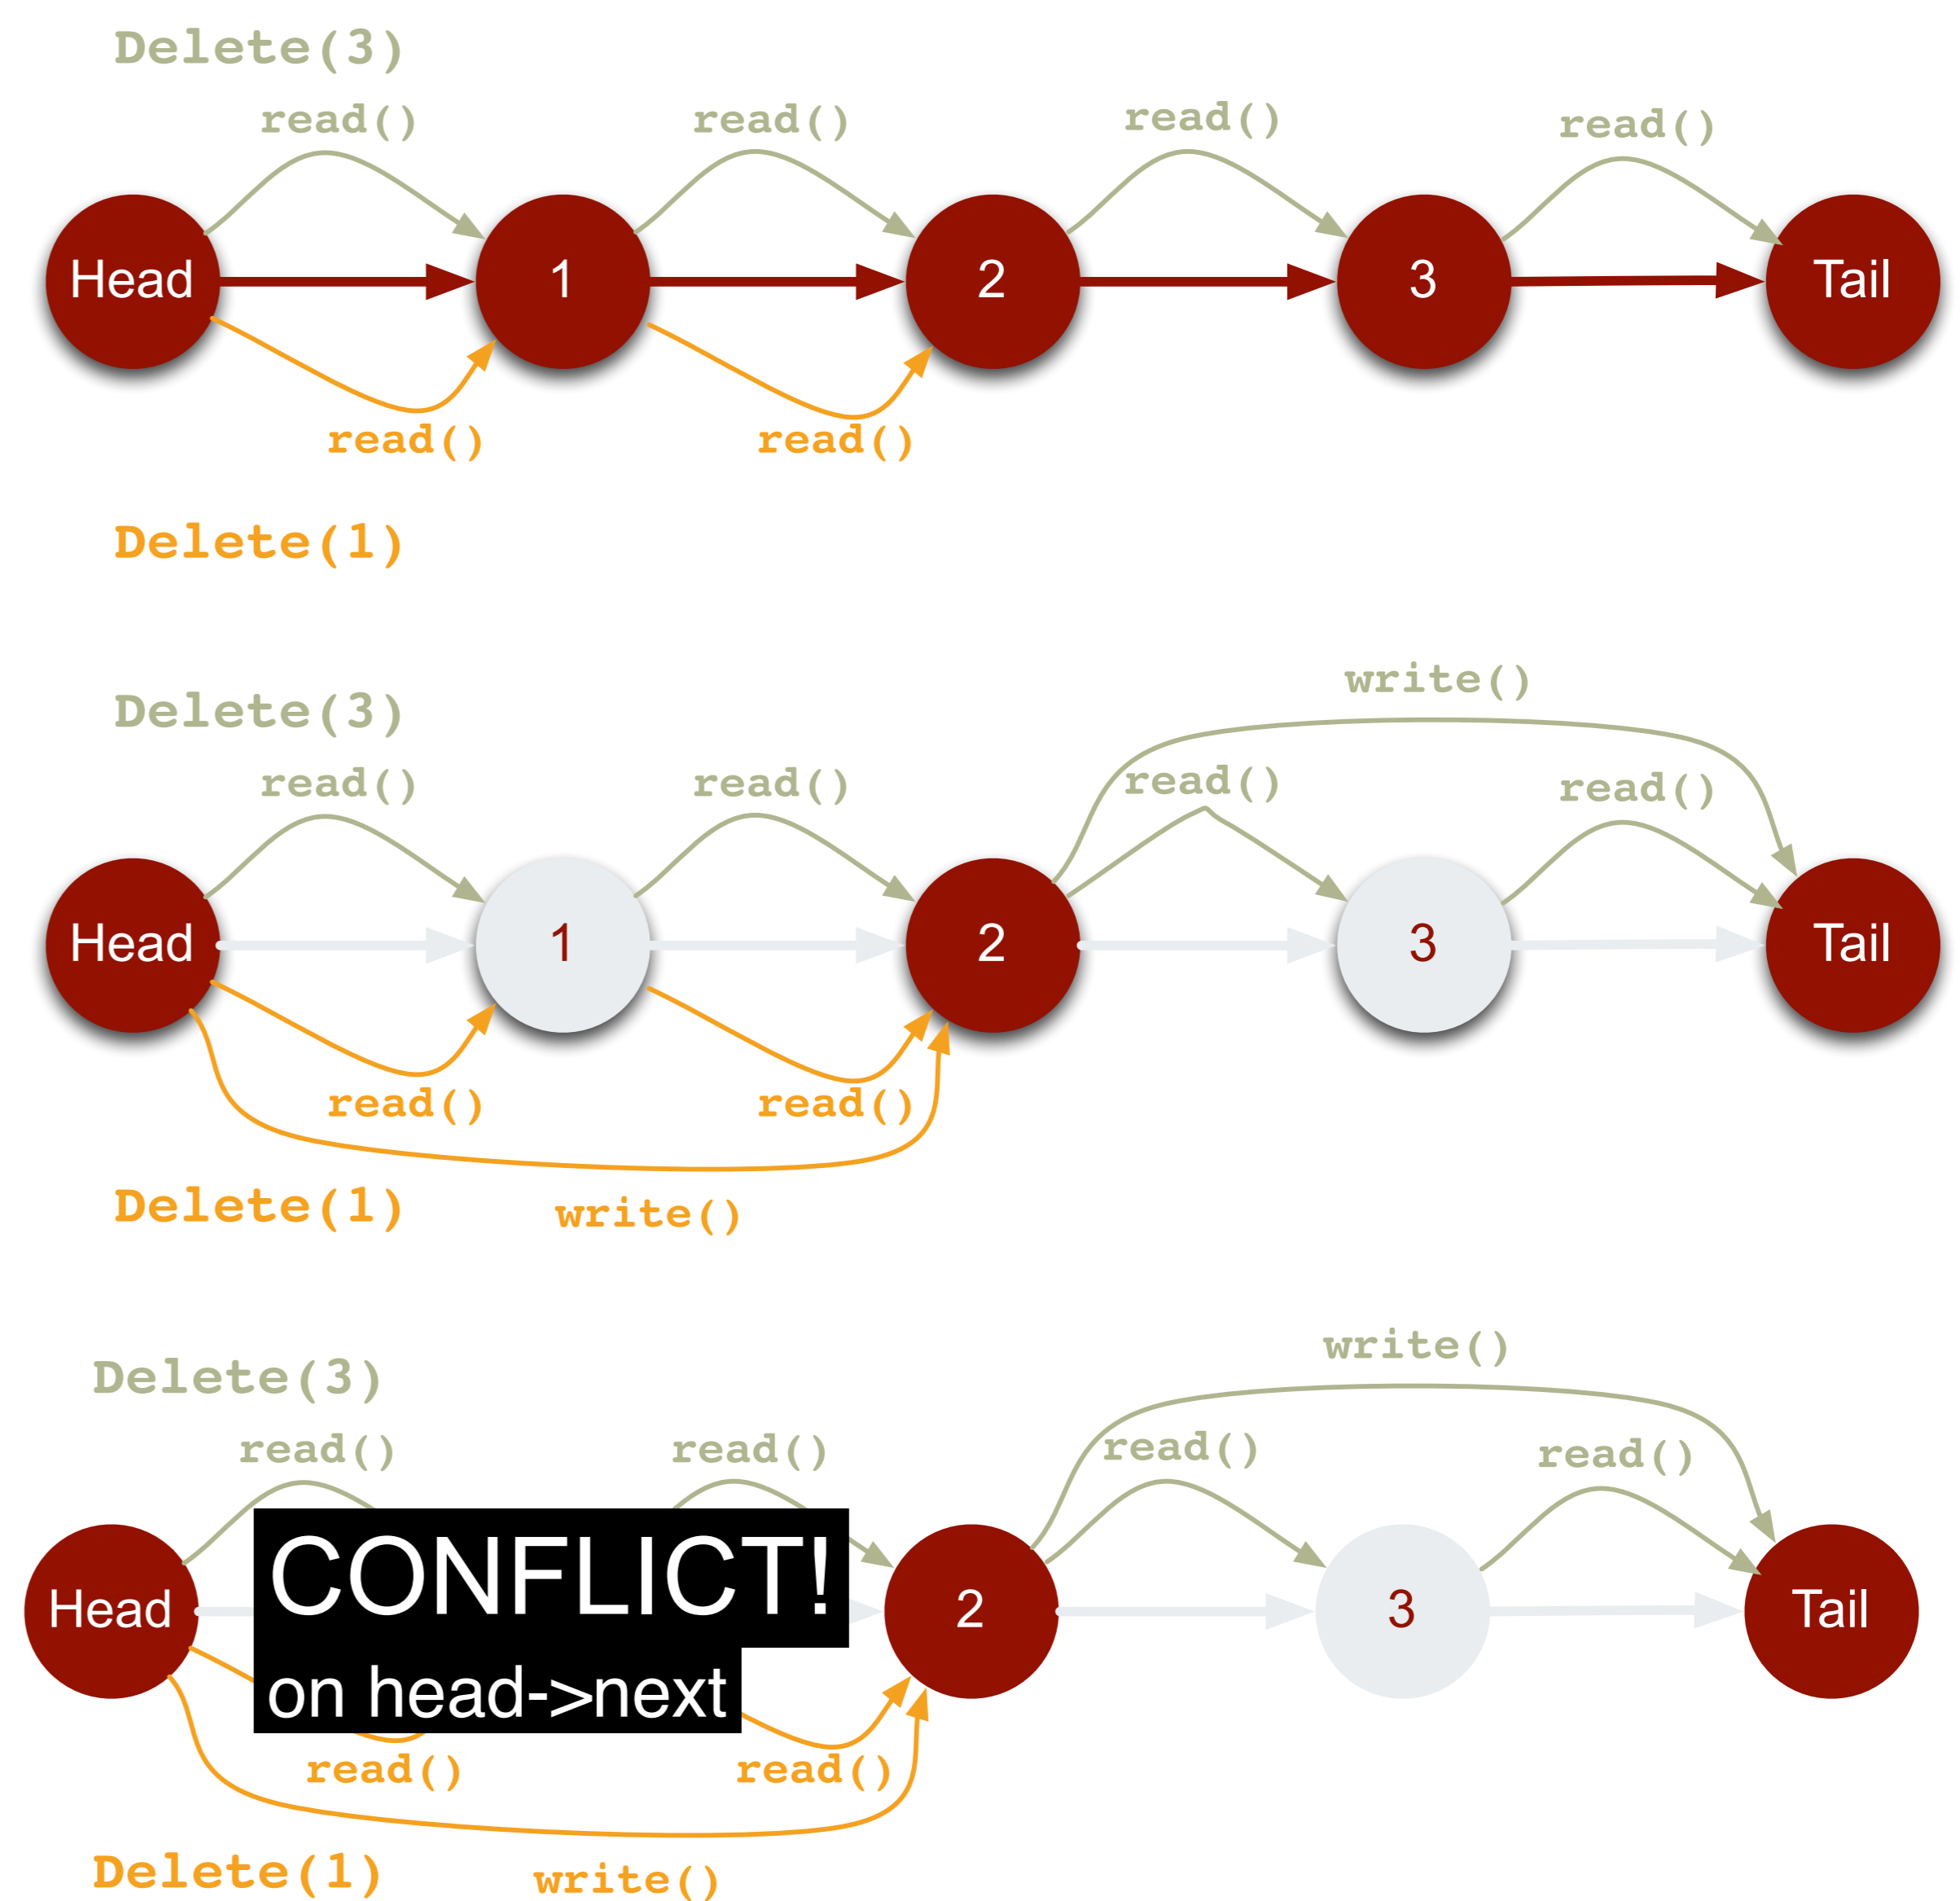 Delete(3)
read() read() read() read()
Head 1 2 3 Tail
read() read()
Delete(1)
write()
Delete(3)
read() read() read() read()
Head 1 2 3 Tail
read() read()
Delete(1) write()
write()
Delete(3)
read() read() read() read()
CONFLICT!
Head 2 3 Tail
on head->next
read() read()
Delete(1) write()